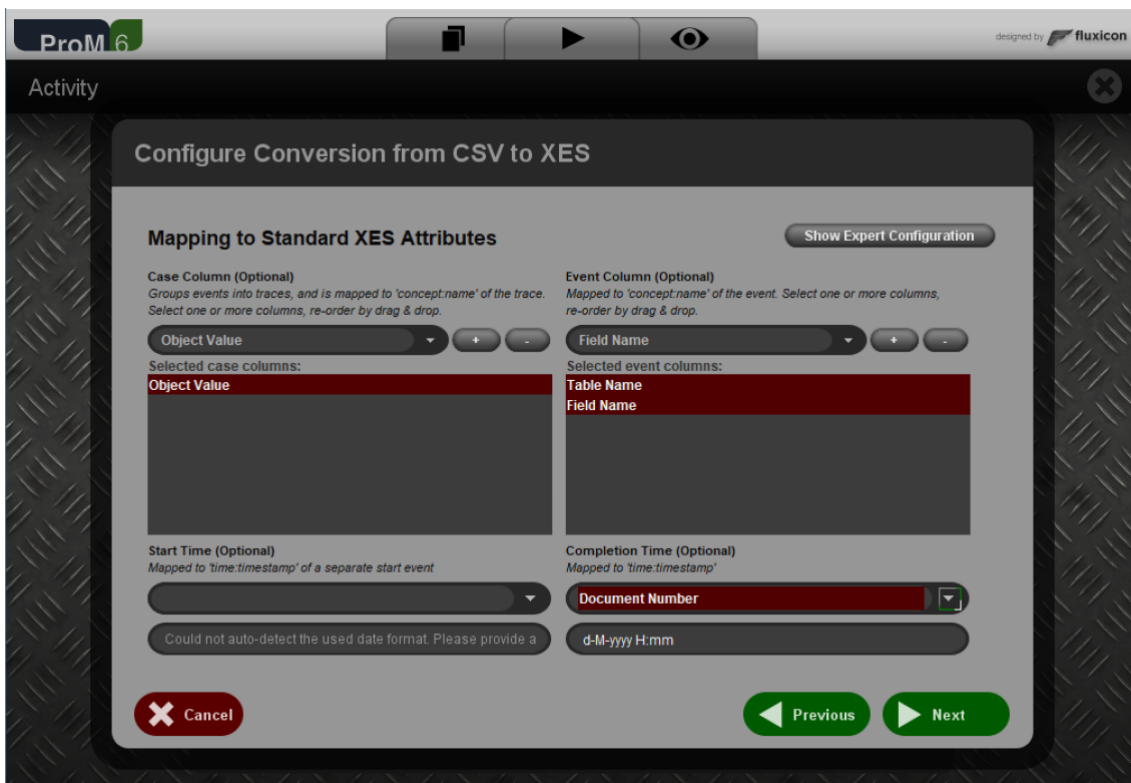 ProM 6
designed by fluxicon
Activity
Configure Conversion from CSV to XES
Mapping to Standard XES Attributes
Show Expert Configuration
Case Column (Optional)
Groups events into traces, and is mapped to 'concept:name' of the trace.
Select one or more columns, re-order by drag & drop.
Object Value
+
-
Selected case columns:
Object Value
Event Column (Optional)
Mapped to 'concept:name' of the event. Select one or more columns,
re-order by drag & drop.
Field Name
+
-
Selected event columns:
Table Name
Field Name
Start Time (Optional)
Mapped to 'time:timestamp' of a separate start event
Could not auto-detect the used date format. Please provide a
Completion Time (Optional)
Mapped to 'time:timestamp'
Document Number
d-M-yyyy H:mm
Cancel
Previous
Next